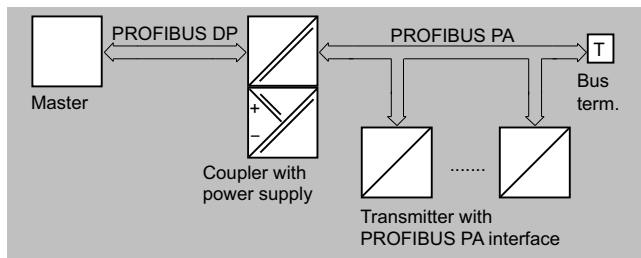 PROFIBUS DP
PROFIBUS PA
T
Master
Bus
term.
+
−
Coupler with
power supply
.......
Transmitter with
PROFIBUS PA interface